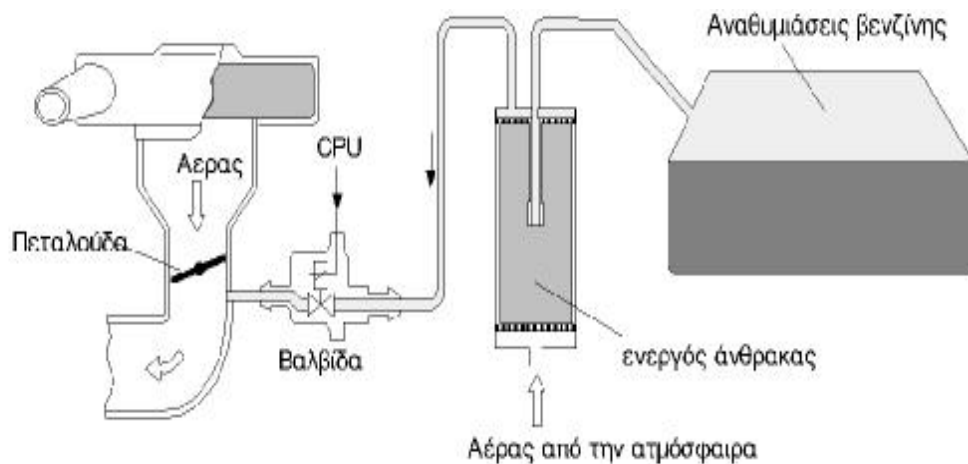 Αναθυμιάσεις βενζίνης
CPU
Αερας
Πεταλούδα
Βαλβίδα
ενεργός άνθρακας
Αέρας από την ατμόσφαιρα